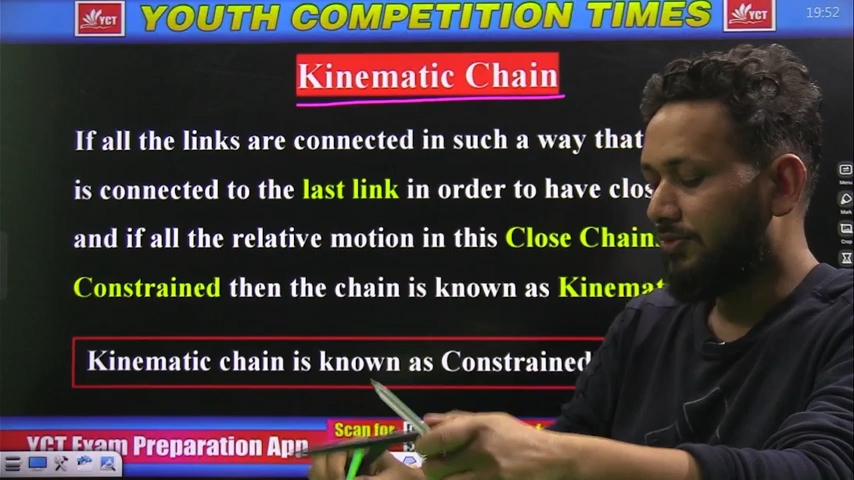 YCT
YOUTH COMPETITION TIMES
YCT
19:52
Kinematic Chain
If all the links are connected in such a way that
is connected to the last link in order to have clos
and if all the relative motion in this Close Chain
Constrained then the chain is known as Kinemat
Kinematic chain is known as Constrained
Menu
Mark
Crop
YCT Exam Preparation App
Scan for